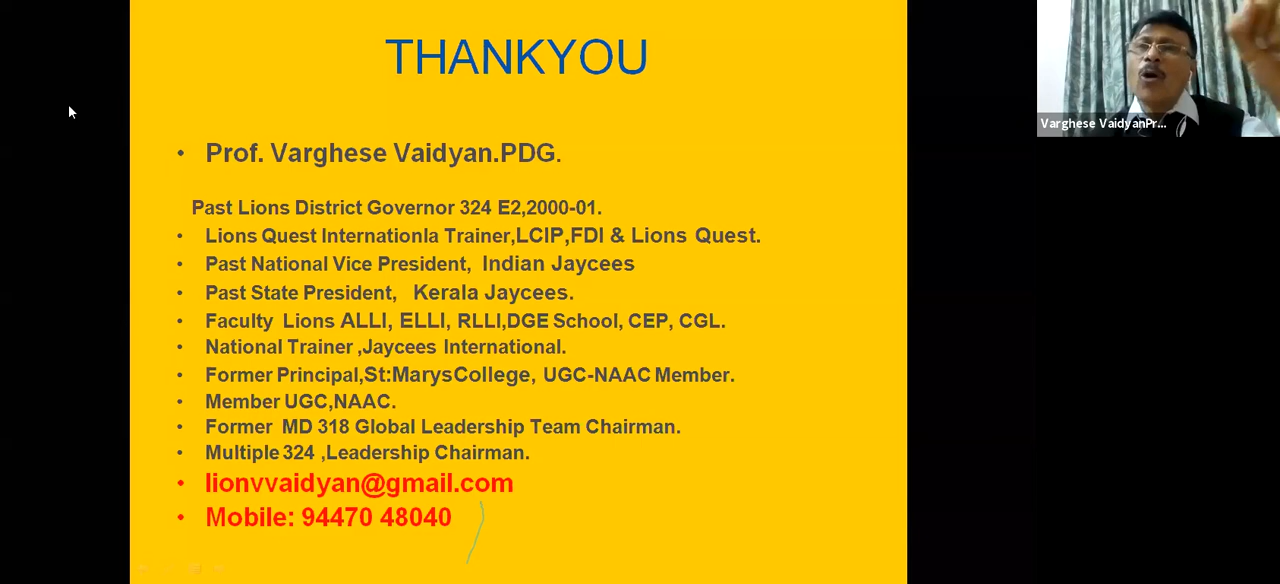 THANKYOU
Prof. Varghese Vaidyan.PDG.
Past Lions District Governor 324 E2,2000-01.
Lions Quest Internationla Trainer,LCIP,FDI & Lions Quest.
Past National Vice President, Indian Jaycees
Past State President, Kerala Jaycees.
Faculty Lions ALLI, ELLI, RLLI,DGE School, CEP, CGL.
National Trainer ,Jaycees International.
Former Principal,St:MarysCollege, UGC-NAAC Member.
Member UGC,NAAC.
Former MD 318 Global Leadership Team Chairman.
Multiple 324 ,Leadership Chairman.
lionvvaidyan@gmail.com
Mobile: 94470 48040
Varghese VaidyanPr...